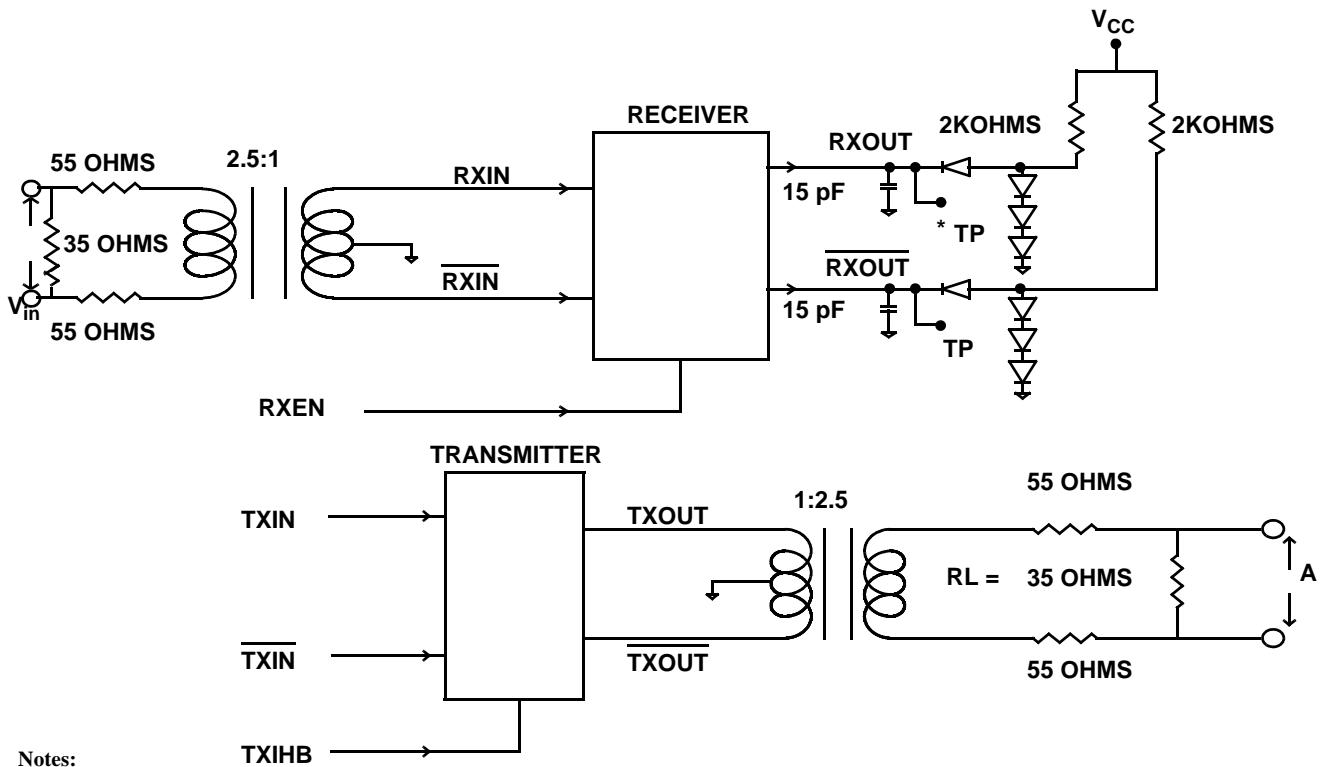 V_CC
RECEIVER
2KOHMS
2KOHMS
RXOUT
55 OHMS
2.5:1
RXIN
15 pF
35 OHMS
* TP
RXOUT
RXIN
V_in
55 OHMS
15 pF
TP
RXEN
TRANSMITTER
55 OHMS
1:2.5
TXIN
TXOUT
RL = 35 OHMS
A
TXIN
TXOUT
55 OHMS
TXIHB
Notes: